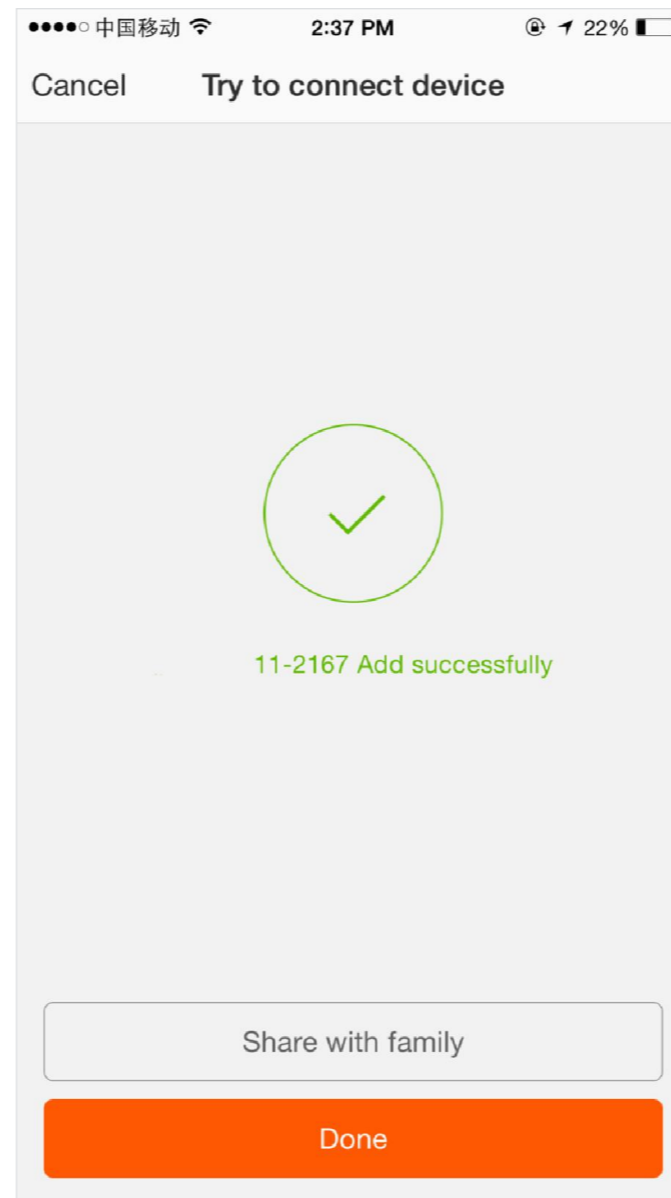 中国移动 2:37 PM 22%
Cancel Try to connect device
11-2167 Add successfully
Share with family
Done